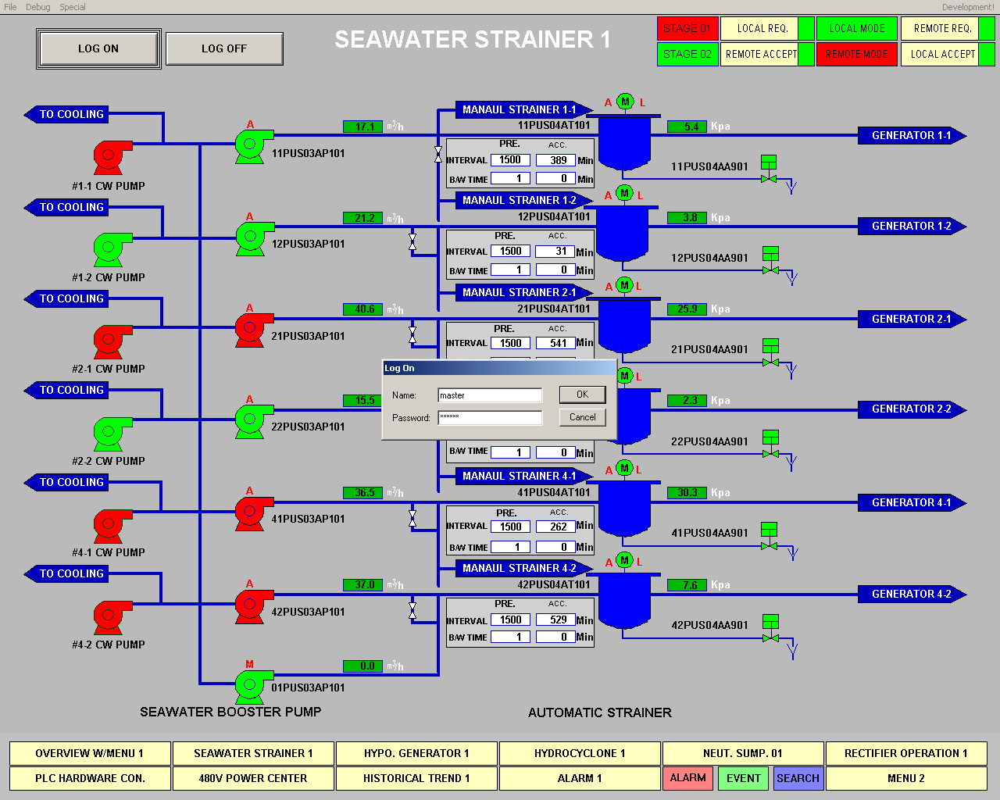 File Debug Special Development!
LOG ON LOG OFF
SEAWATER STRAINER 1
STAGE 01 LOCAL REQ. LOCAL MODE REMOTE REQ.
STAGE 02 REMOTE ACCEPT REMOTE MODE LOCAL ACCEPT
TO COOLING MANAUL STRAINER 1-1 A M L
A 17.1 m³/h 11PUS04AT101 5.4 Kpa GENERATOR 1-1
11PUS03AP101 PRE. ACC.
INTERVAL 1500 389 Min 11PUS04AA901
#1-1 CW PUMP B/W TIME 1 0 Min
TO COOLING MANAUL STRAINER 1-2 A M L
A 21.2 m³/h 12PUS04AT101 3.8 Kpa GENERATOR 1-2
12PUS03AP101 PRE. ACC.
INTERVAL 1500 31 Min 12PUS04AA901
#1-2 CW PUMP B/W TIME 1 0 Min
TO COOLING MANAUL STRAINER 2-1 A M L
A 40.6 m³/h 21PUS04AT101 25.9 Kpa GENERATOR 2-1
21PUS03AP101 PRE. ACC.
INTERVAL 1500 541 Min 21PUS04AA901
#2-1 CW PUMP
Log On
Name: master OK
Password: ****** Cancel
TO COOLING M L
A 15.5 2.3 Kpa GENERATOR 2-2
22PUS03AP101 22PUS04AA901
#2-2 CW PUMP B/W TIME 1 0 Min
TO COOLING MANAUL STRAINER 4-1 A M L
A 36.5 m³/h 41PUS04AT101 30.3 Kpa GENERATOR 4-1
41PUS03AP101 PRE. ACC.
INTERVAL 1500 262 Min 41PUS04AA901
#4-1 CW PUMP B/W TIME 1 0 Min
TO COOLING MANAUL STRAINER 4-2 A M L
A 37.0 m³/h 42PUS04AT101 7.6 Kpa GENERATOR 4-2
42PUS03AP101 PRE. ACC.
INTERVAL 1500 529 Min 42PUS04AA901
#4-2 CW PUMP B/W TIME 1 0 Min
M 0.0 m³/h
01PUS03AP101
SEAWATER BOOSTER PUMP AUTOMATIC STRAINER
OVERVIEW W/MENU 1 SEAWATER STRAINER 1 HYPO. GENERATOR 1 HYDROCYCLONE 1 NEUT. SUMP. 01 RECTIFIER OPERATION 1
PLC HARDWARE CON. 480V POWER CENTER HISTORICAL TREND 1 ALARM 1 ALARM EVENT SEARCH MENU 2